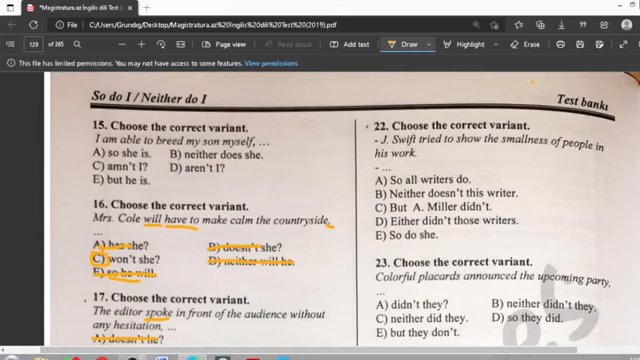 *Magistratura.az İngilis dili Test (2019).pdf
C:/Users/Grundig/Desktop/Magistratura.az%20İngilis%20dili%20Test%20(2019).pdf
129 of 265 Page view Read aloud Add text Draw Highlight Erase
This file has limited permissions. You may not have access to some features. View permissions
So do I / Neither do I
15. Choose the correct variant.
I am able to breed my son myself, …
A) so she is. B) neither does she.
C) amn't I? D) aren't I?
E) but he is.
16. Choose the correct variant.
Mrs. Cole will have to make calm the countryside,
...
A) has she? B) doesn't she?
C) won't she? D) neither will he.
E) so he will.
17. Choose the correct variant.
The editor spoke in front of the audience without
any hesitation, …
A) doesn't he?
Test bankı
22. Choose the correct variant.
- J. Swift tried to show the smallness of people in
his work.
- …
A) So all writers do.
B) Neither doesn't this writer.
C) But A. Miller didn't.
D) Either didn't those writers.
E) So do she.
23. Choose the correct variant.
Colorful placards announced the upcoming party,
...
A) didn't they? B) neither didn't they.
C) neither did they. D) so they did.
E) but they don't.